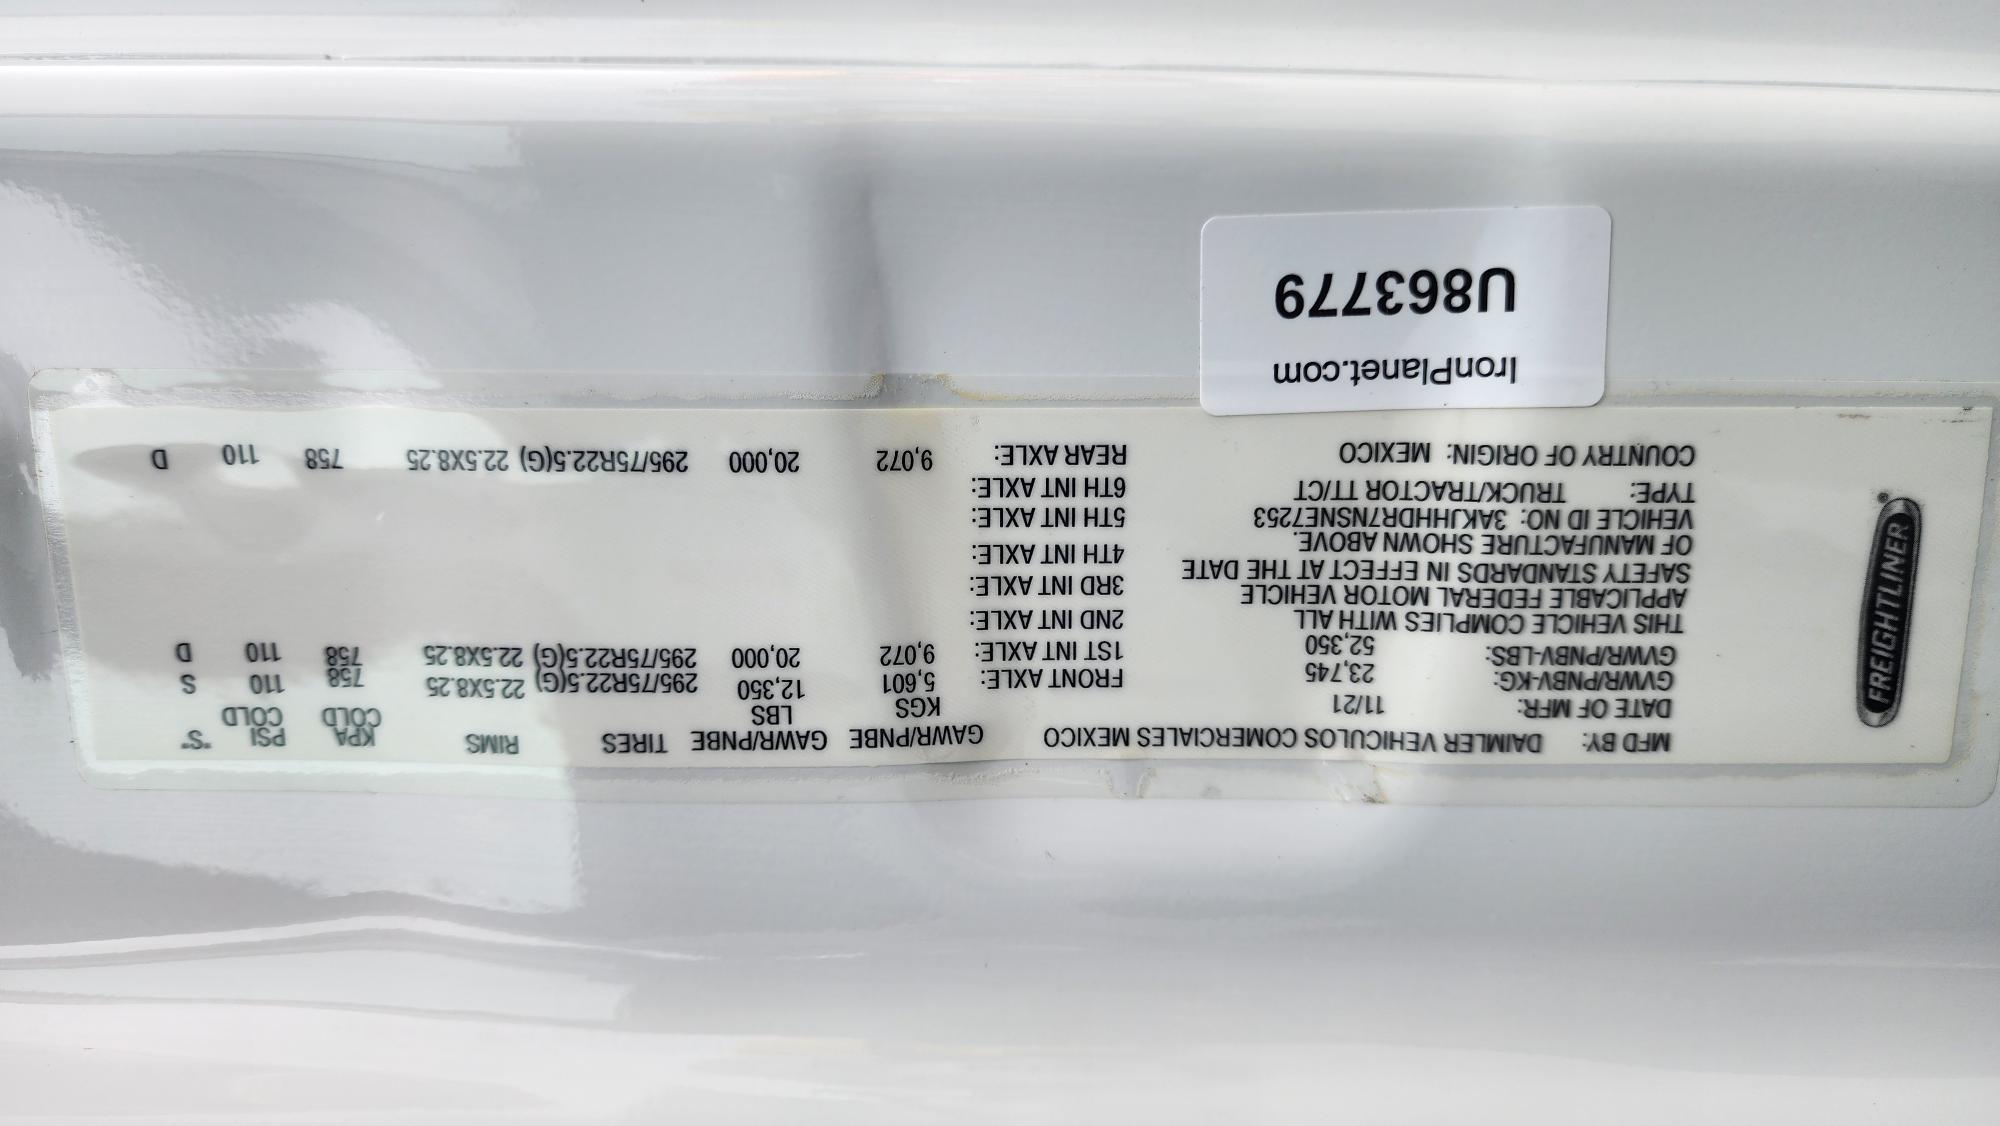 FREIGHTLINER
MFD BY: DAIMLER VEHICULOS COMERCIALES MEXICO
DATE OF MFR: 11/21
GVWR/PNBV-KG: 23,745
GVWR/PNBV-LBS: 52,350
THIS VEHICLE COMPLIES WITH ALL
APPLICABLE FEDERAL MOTOR VEHICLE
SAFETY STANDARDS IN EFFECT AT THE DATE
OF MANUFACTURE SHOWN ABOVE.
VEHICLE ID NO: 3AKJHHDR7NSNE7253
TYPE: TRUCK/TRACTOR TT/CT
COUNTRY OF ORIGIN: MEXICO
GAWR/PNBE GAWR/PNBE TIRES RIMS KPA PSI "S"
KGS LBS COLD COLD
FRONT AXLE: 5,601 12,350 295/75R22.5(G) 22.5X8.25 758 110 S
1ST INT AXLE: 9,072 20,000 295/75R22.5(G) 22.5X8.25 758 110 D
2ND INT AXLE:
3RD INT AXLE:
4TH INT AXLE:
5TH INT AXLE:
6TH INT AXLE:
REAR AXLE: 9,072 20,000 295/75R22.5(G) 22.5X8.25 758 110 D
IronPlanet.com
U863779